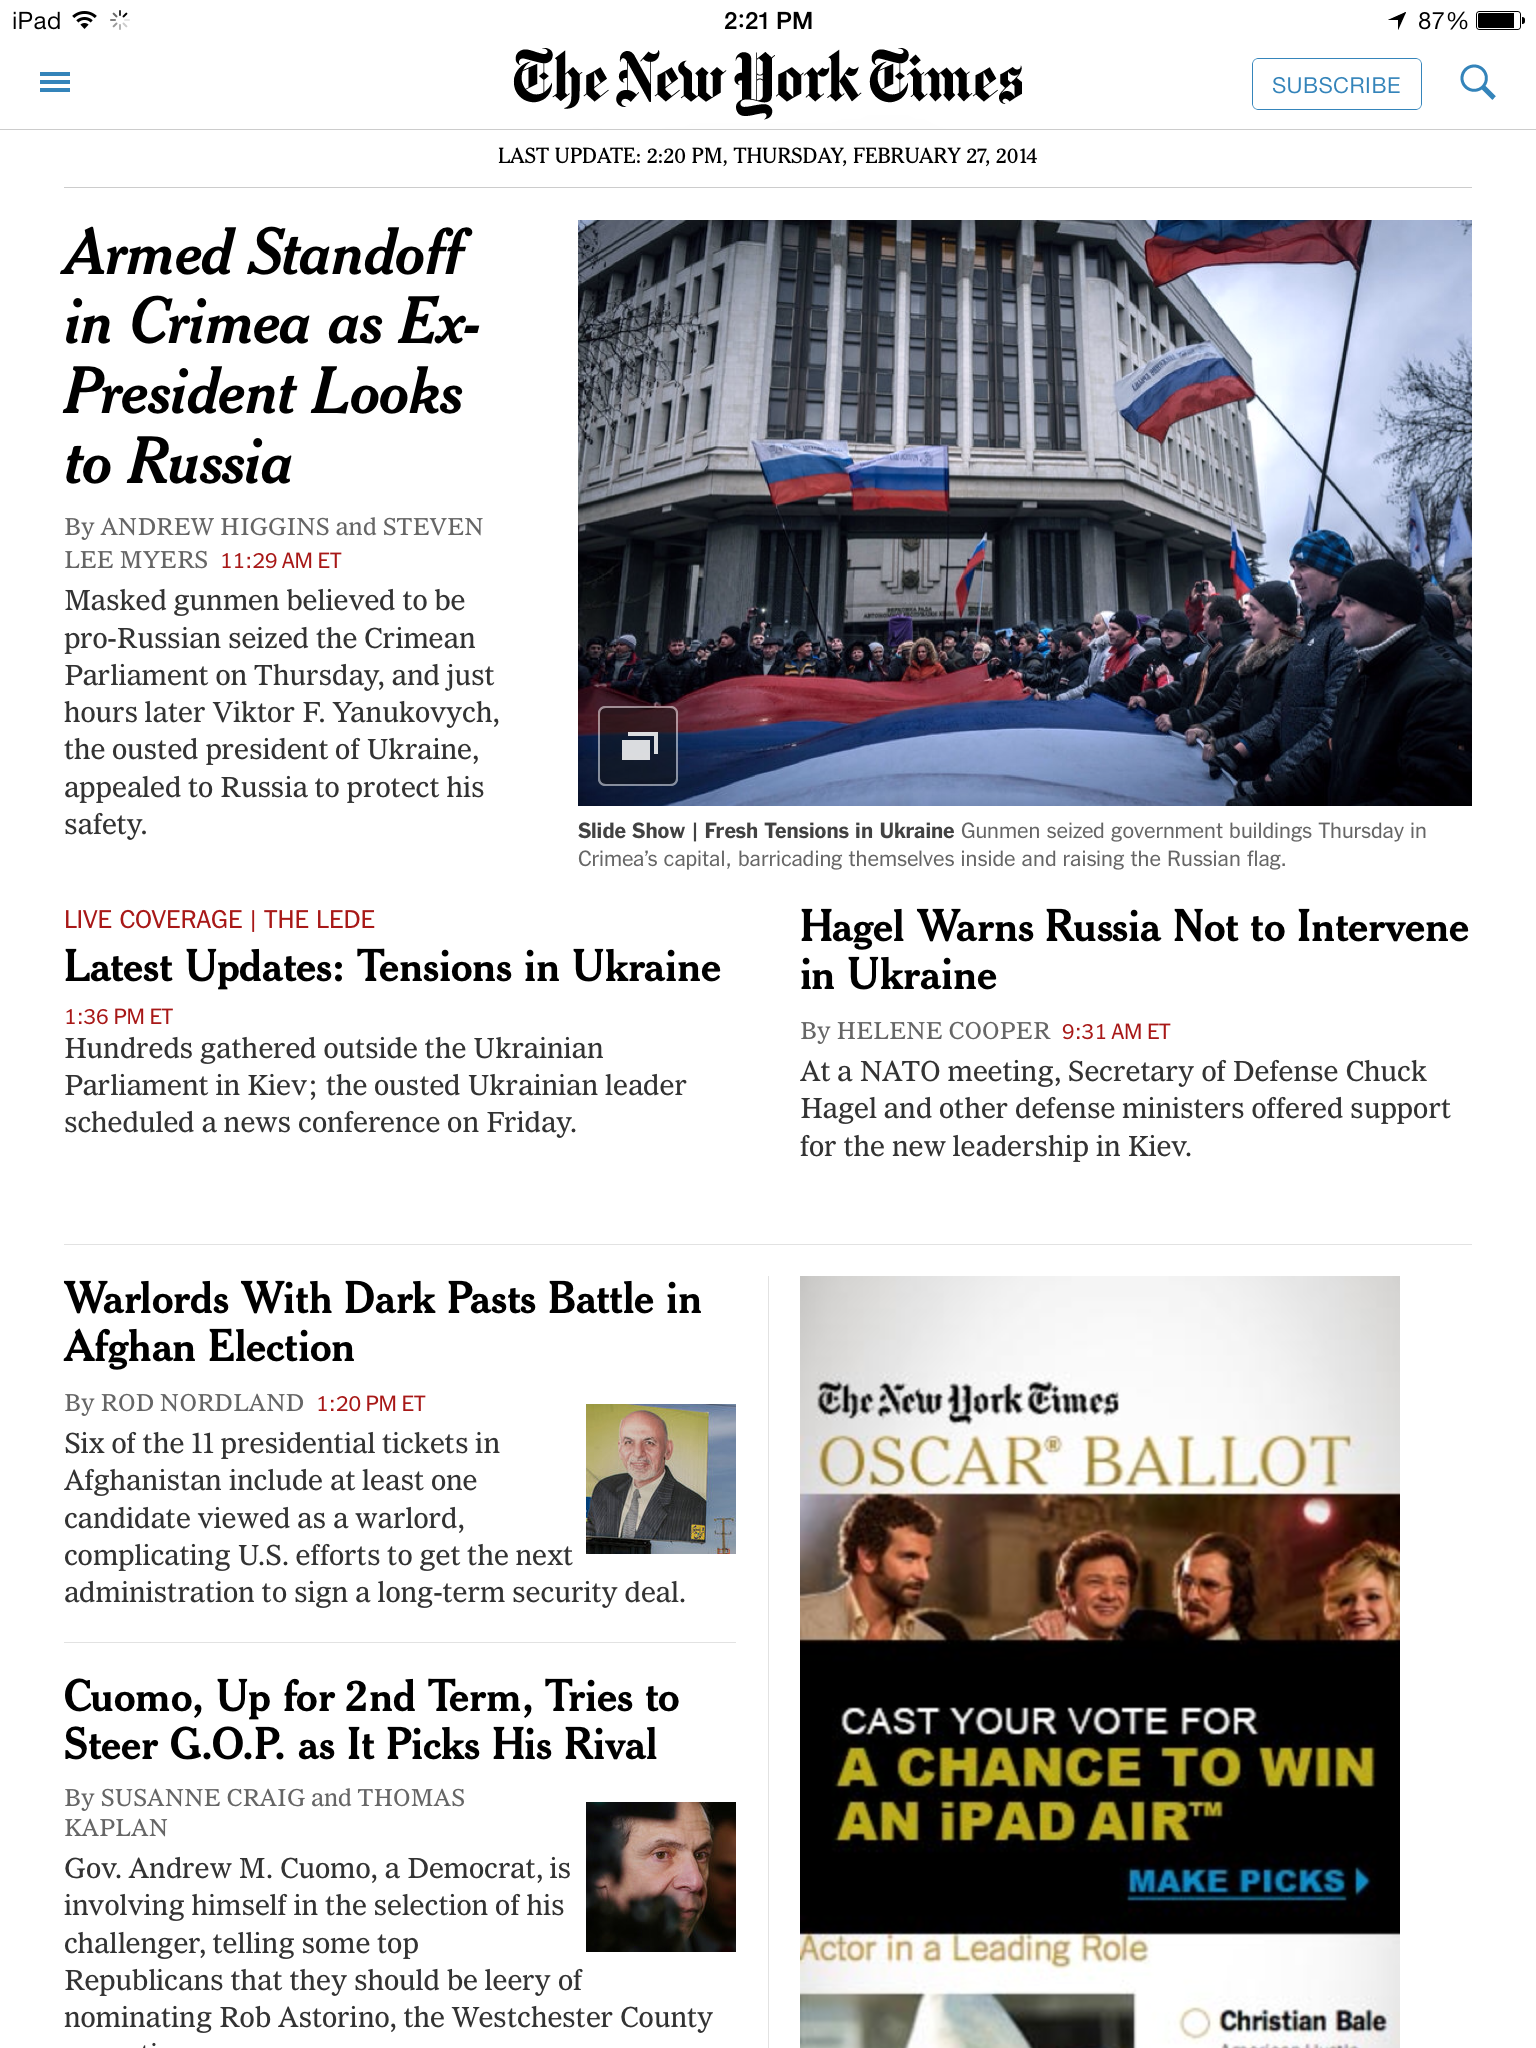 iPad 2:21 PM 87%
The New York Times
SUBSCRIBE
LAST UPDATE: 2:20 PM, THURSDAY, FEBRUARY 27, 2014
Armed Standoff
in Crimea as Ex-
President Looks
to Russia
By ANDREW HIGGINS and STEVEN
LEE MYERS 11:29 AM ET
Masked gunmen believed to be
pro-Russian seized the Crimean
Parliament on Thursday, and just
hours later Viktor F. Yanukovych,
the ousted president of Ukraine,
appealed to Russia to protect his
safety.
Slide Show | Fresh Tensions in Ukraine Gunmen seized government buildings Thursday in
Crimea’s capital, barricading themselves inside and raising the Russian flag.
LIVE COVERAGE | THE LEDE
Latest Updates: Tensions in Ukraine
1:36 PM ET
Hundreds gathered outside the Ukrainian
Parliament in Kiev; the ousted Ukrainian leader
scheduled a news conference on Friday.
Hagel Warns Russia Not to Intervene
in Ukraine
By HELENE COOPER 9:31 AM ET
At a NATO meeting, Secretary of Defense Chuck
Hagel and other defense ministers offered support
for the new leadership in Kiev.
Warlords With Dark Pasts Battle in
Afghan Election
By ROD NORDLAND 1:20 PM ET
Six of the 11 presidential tickets in
Afghanistan include at least one
candidate viewed as a warlord,
complicating U.S. efforts to get the next
administration to sign a long-term security deal.
Cuomo, Up for 2nd Term, Tries to
Steer G.O.P. as It Picks His Rival
By SUSANNE CRAIG and THOMAS
KAPLAN
Gov. Andrew M. Cuomo, a Democrat, is
involving himself in the selection of his
challenger, telling some top
Republicans that they should be leery of
nominating Rob Astorino, the Westchester County
The New York Times
OSCAR® BALLOT
CAST YOUR VOTE FOR
A CHANCE TO WIN
AN iPAD AIR™
MAKE PICKS
Actor in a Leading Role
Christian Bale